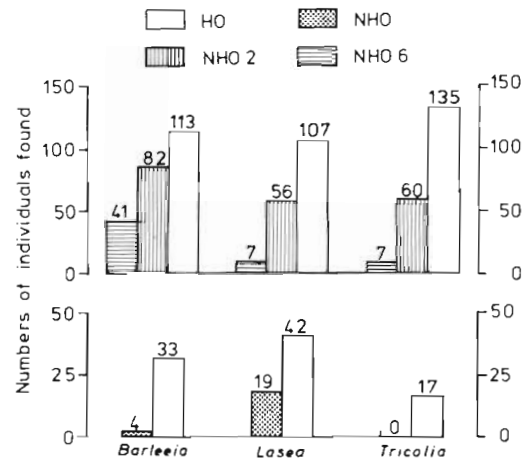 HO NHO
NHO 2 NHO 6
Numbers of individuals found
150 150
100 100
50 50
0 0
41 82 113
7 56 107
7 60 135
50 50
25 25
0 0
4 33
19 42
0 17
Barleeia Lasea Tricolia